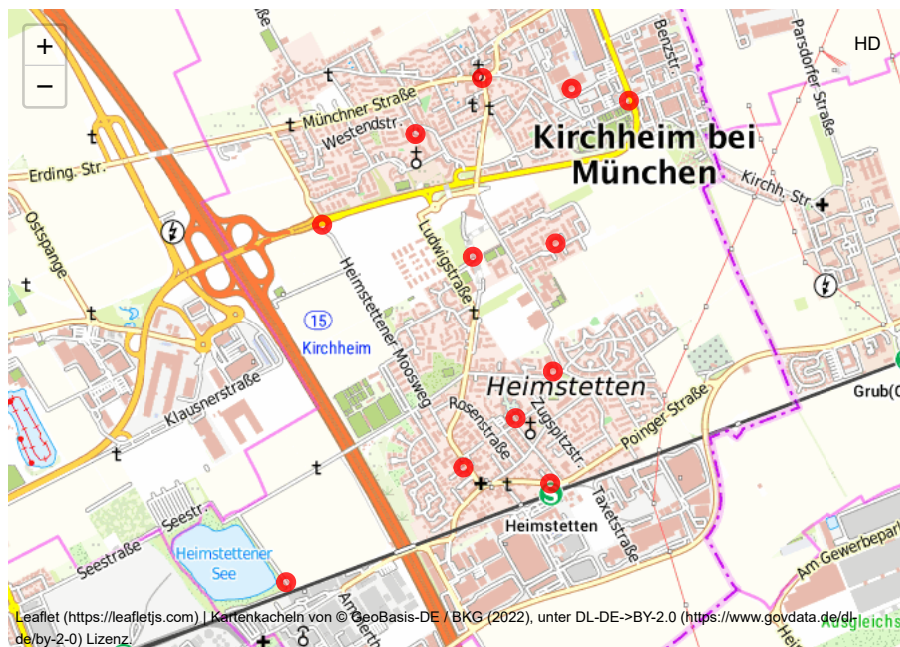 +
−
HD
Benzstr.
Parsdorfer Straße
Münchner Straße
Westendstr.
Kirchheim bei
München
Erding. Str.
Kirchh. Str.
Ostspange
Ludwigstraße
Heimstettener Moosweg
15
Kirchheim
Klausnerstraße
Heimstetten
Grub(
Rosenstraße
Zugspitzstr.
Poinger Straße
S
Heimstetten
Taxetstraße
Seestr.
Seestraße
Heimstettener
See
Am Gewerbepark
Leaflet (https://leafletjs.com) | Kartenkacheln von © GeoBasis-DE / BKG (2022), unter DL-DE->BY-2.0 (https://www.govdata.de/dl-
de/by-2-0) Lizenz.
Ausgleichs